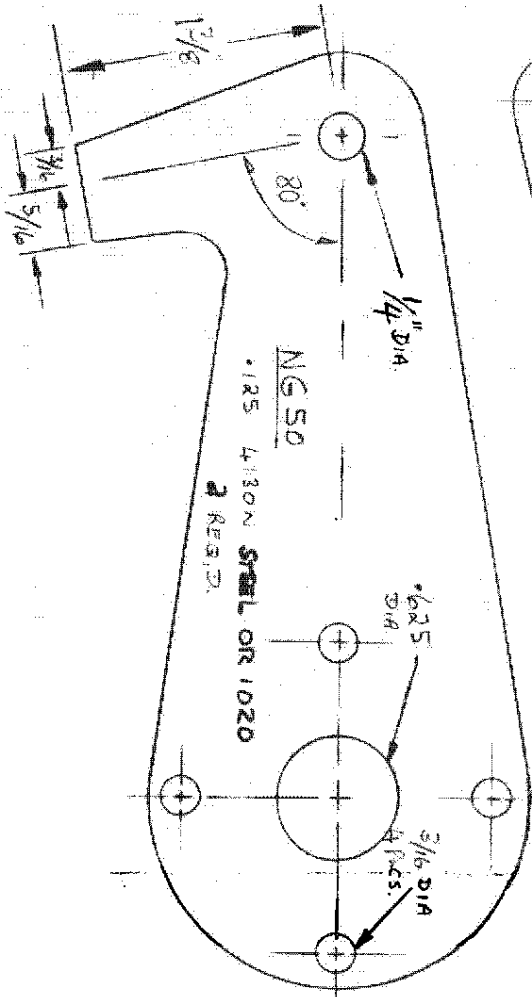 1 7/8
3/16
5/16
80°
1/4" DIA.
NG 50
.125 4130N STEEL OR 1020
2 REQ,D.
.625
DIA
3/16 DIA
4 PLCS.